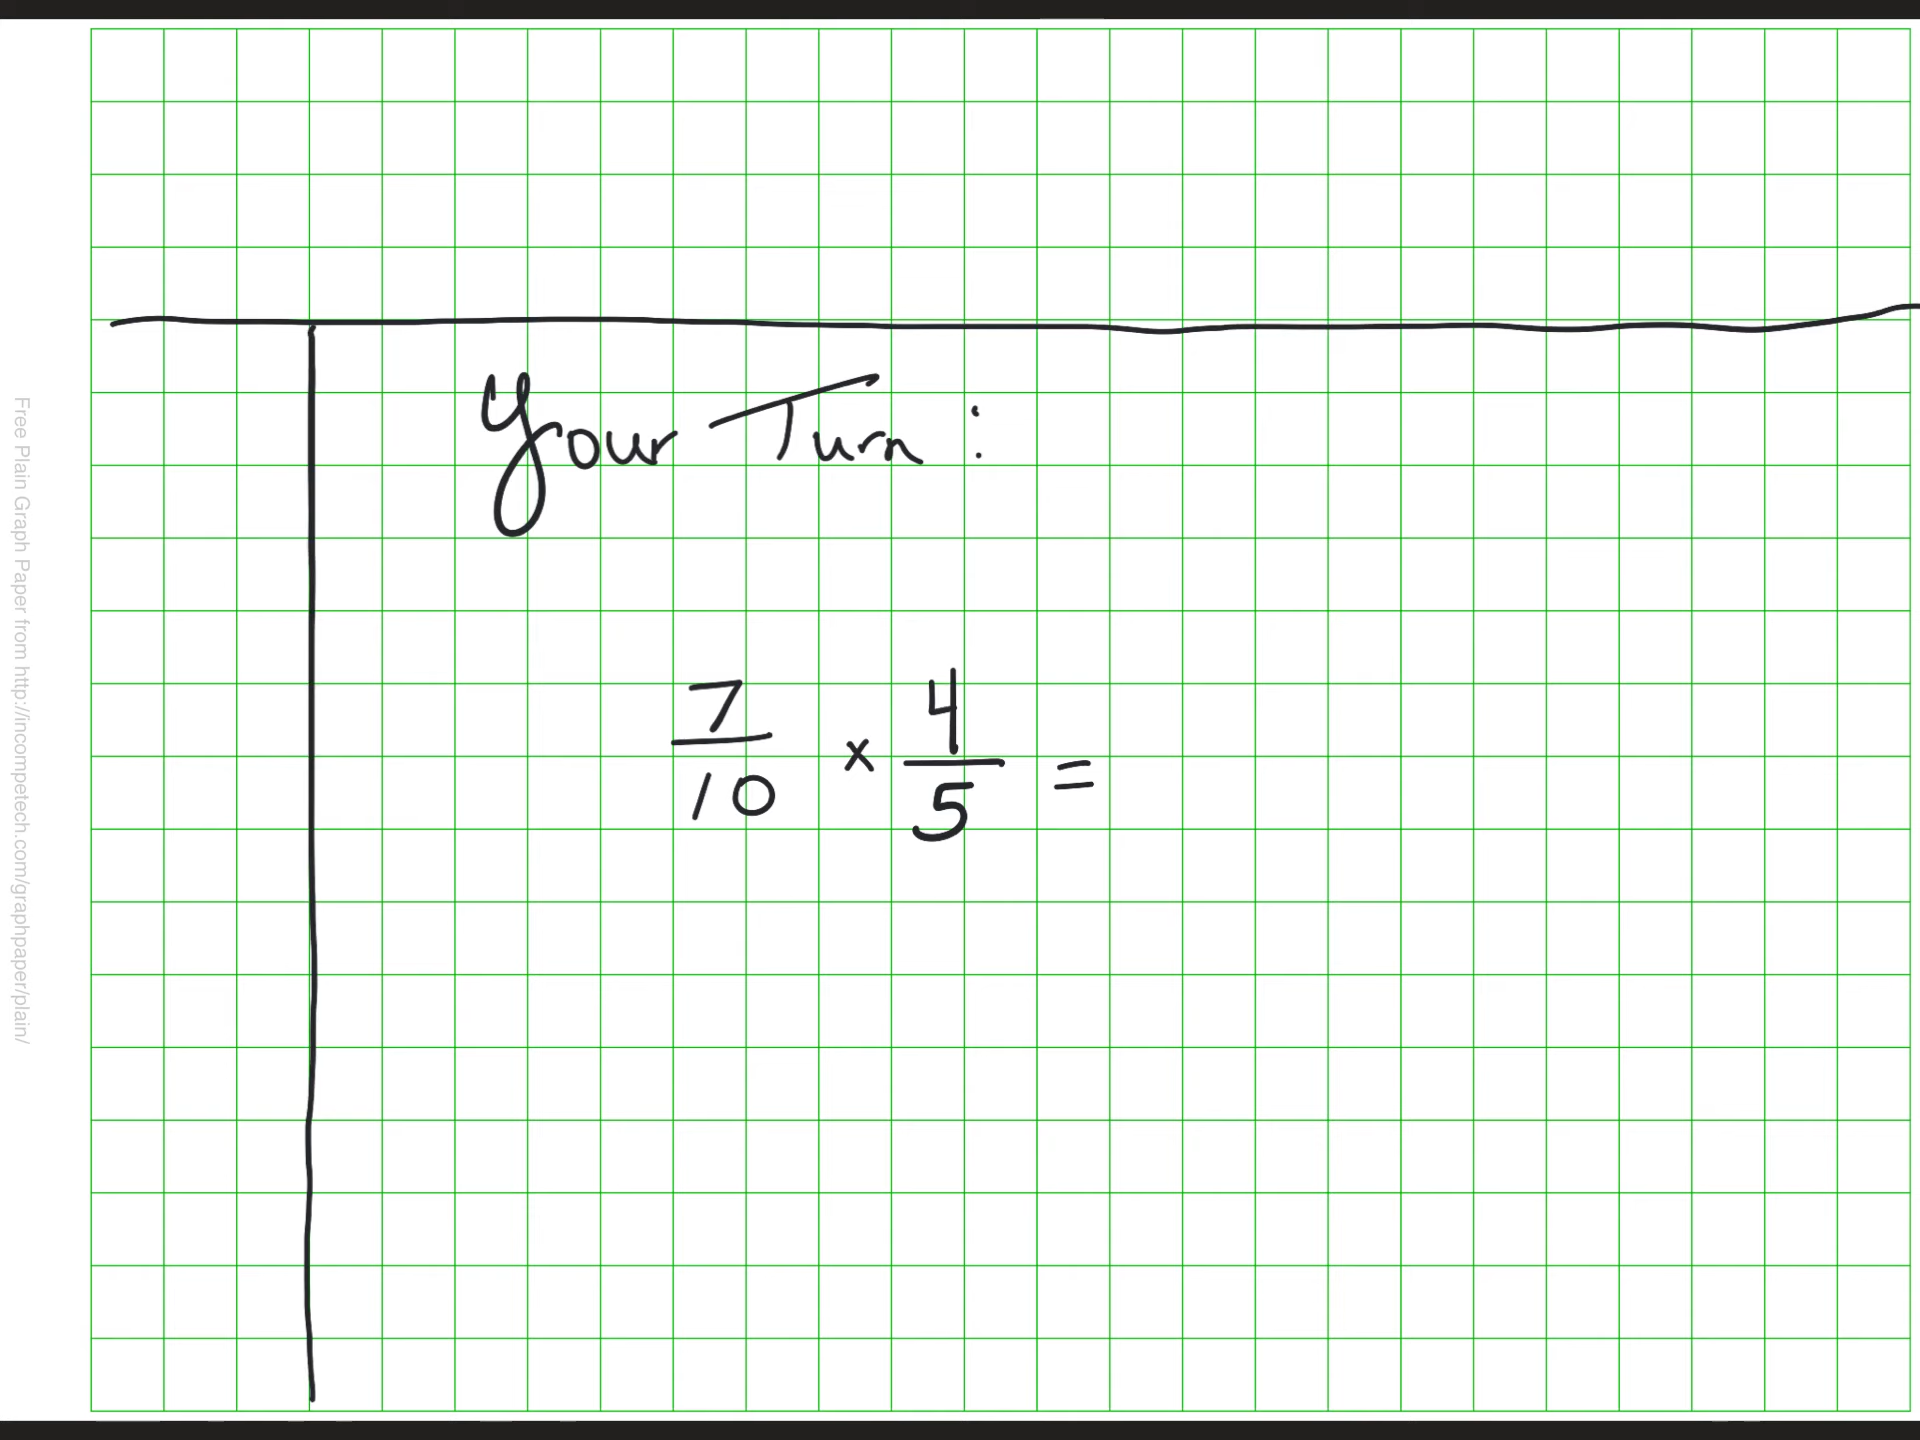 Your Turn:
7/10 × 4/5 =
Free Plain Graph Paper from http://incompetech.com/graphpaper/plain/